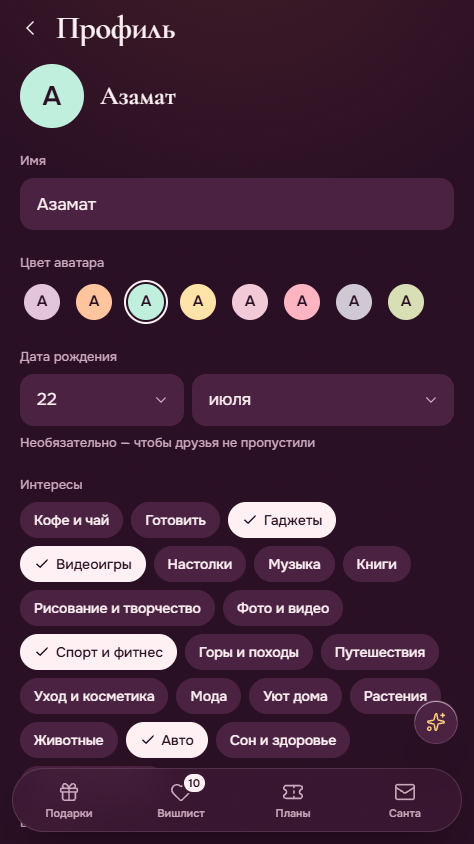 Профиль
А Азамат
Имя
Азамат
Цвет аватара
А А А А А А А А
Дата рождения
22 июля
Необязательно — чтобы друзья не пропустили
Интересы
Кофе и чай Готовить Гаджеты
Видеоигры Настолки Музыка Книги
Рисование и творчество Фото и видео
Спорт и фитнес Горы и походы Путешествия
Уход и косметика Мода Уют дома Растения
Животные Авто Сон и здоровье
10
Подарки Вишлист Планы Санта